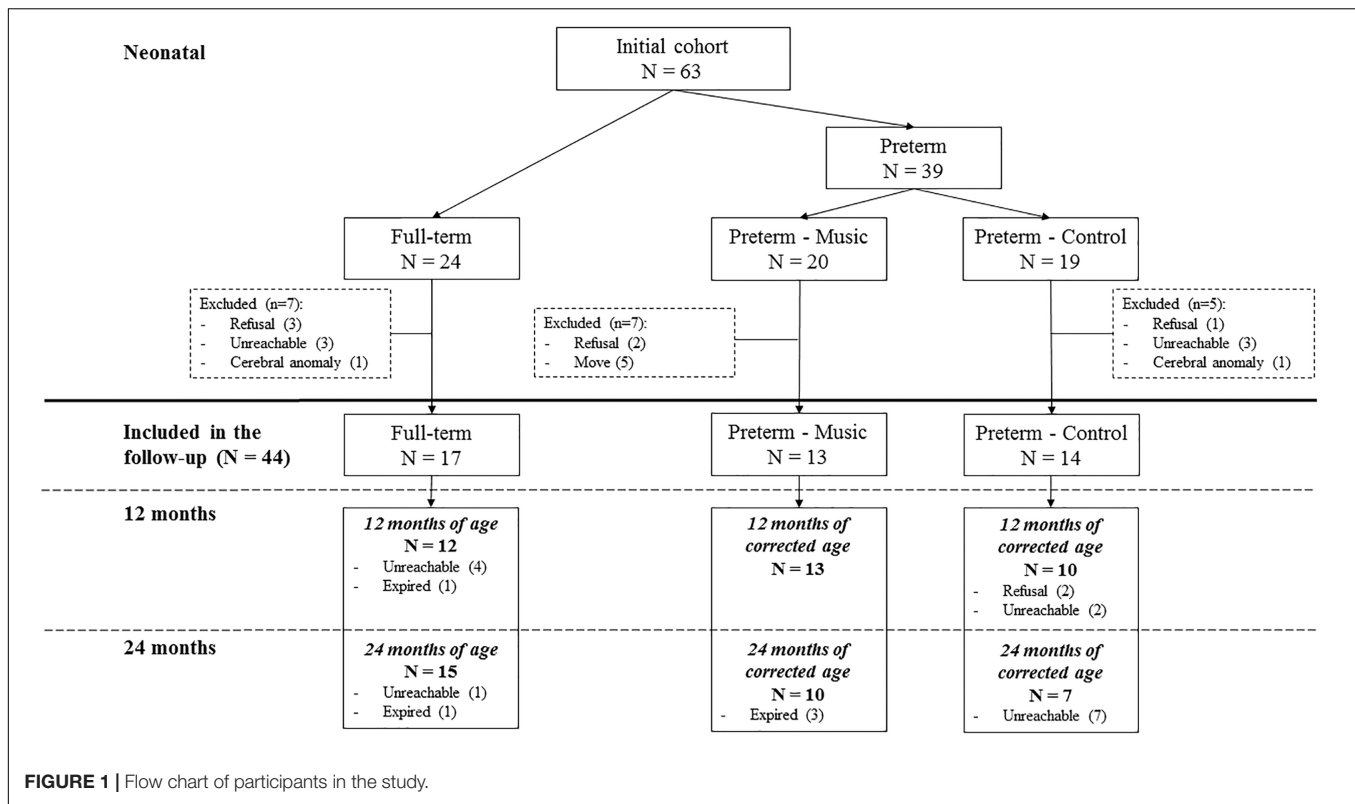 Neonatal
Initial cohort
N = 63
Preterm
N = 39
Full-term
N = 24
Preterm - Music
N = 20
Preterm - Control
N = 19
Excluded (n=7):
- Refusal (3)
- Unreachable (3)
- Cerebral anomaly (1)
Excluded (n=7):
- Refusal (2)
- Move (5)
Excluded (n=5):
- Refusal (1)
- Unreachable (3)
- Cerebral anomaly (1)
Included in the
follow-up (N = 44)
Full-term
N = 17
Preterm - Music
N = 13
Preterm - Control
N = 14
12 months
12 months of age
N = 12
- Unreachable (4)
- Expired (1)
12 months of
corrected age
N = 13
12 months of
corrected age
N = 10
- Refusal (2)
- Unreachable (2)
24 months
24 months of age
N = 15
- Unreachable (1)
- Expired (1)
24 months of
corrected age
N = 10
- Expired (3)
24 months of
corrected age
N = 7
- Unreachable (7)
FIGURE 1 | Flow chart of participants in the study.